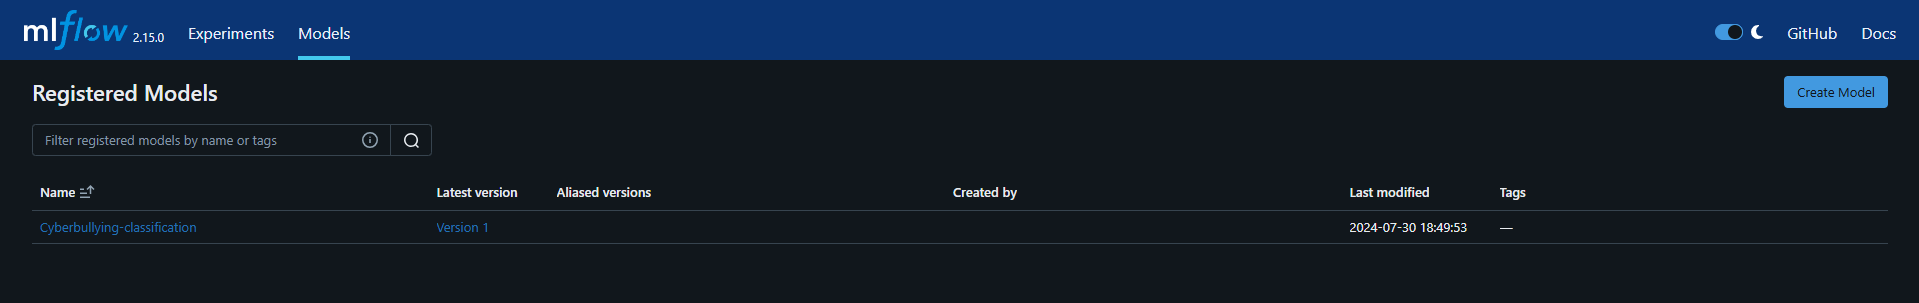 mlflow 2.15.0 Experiments Models GitHub Docs
Registered Models Create Model
Filter registered models by name or tags
Name Latest version Aliased versions Created by Last modified Tags
Cyberbullying-classification Version 1 2024-07-30 18:49:53 —